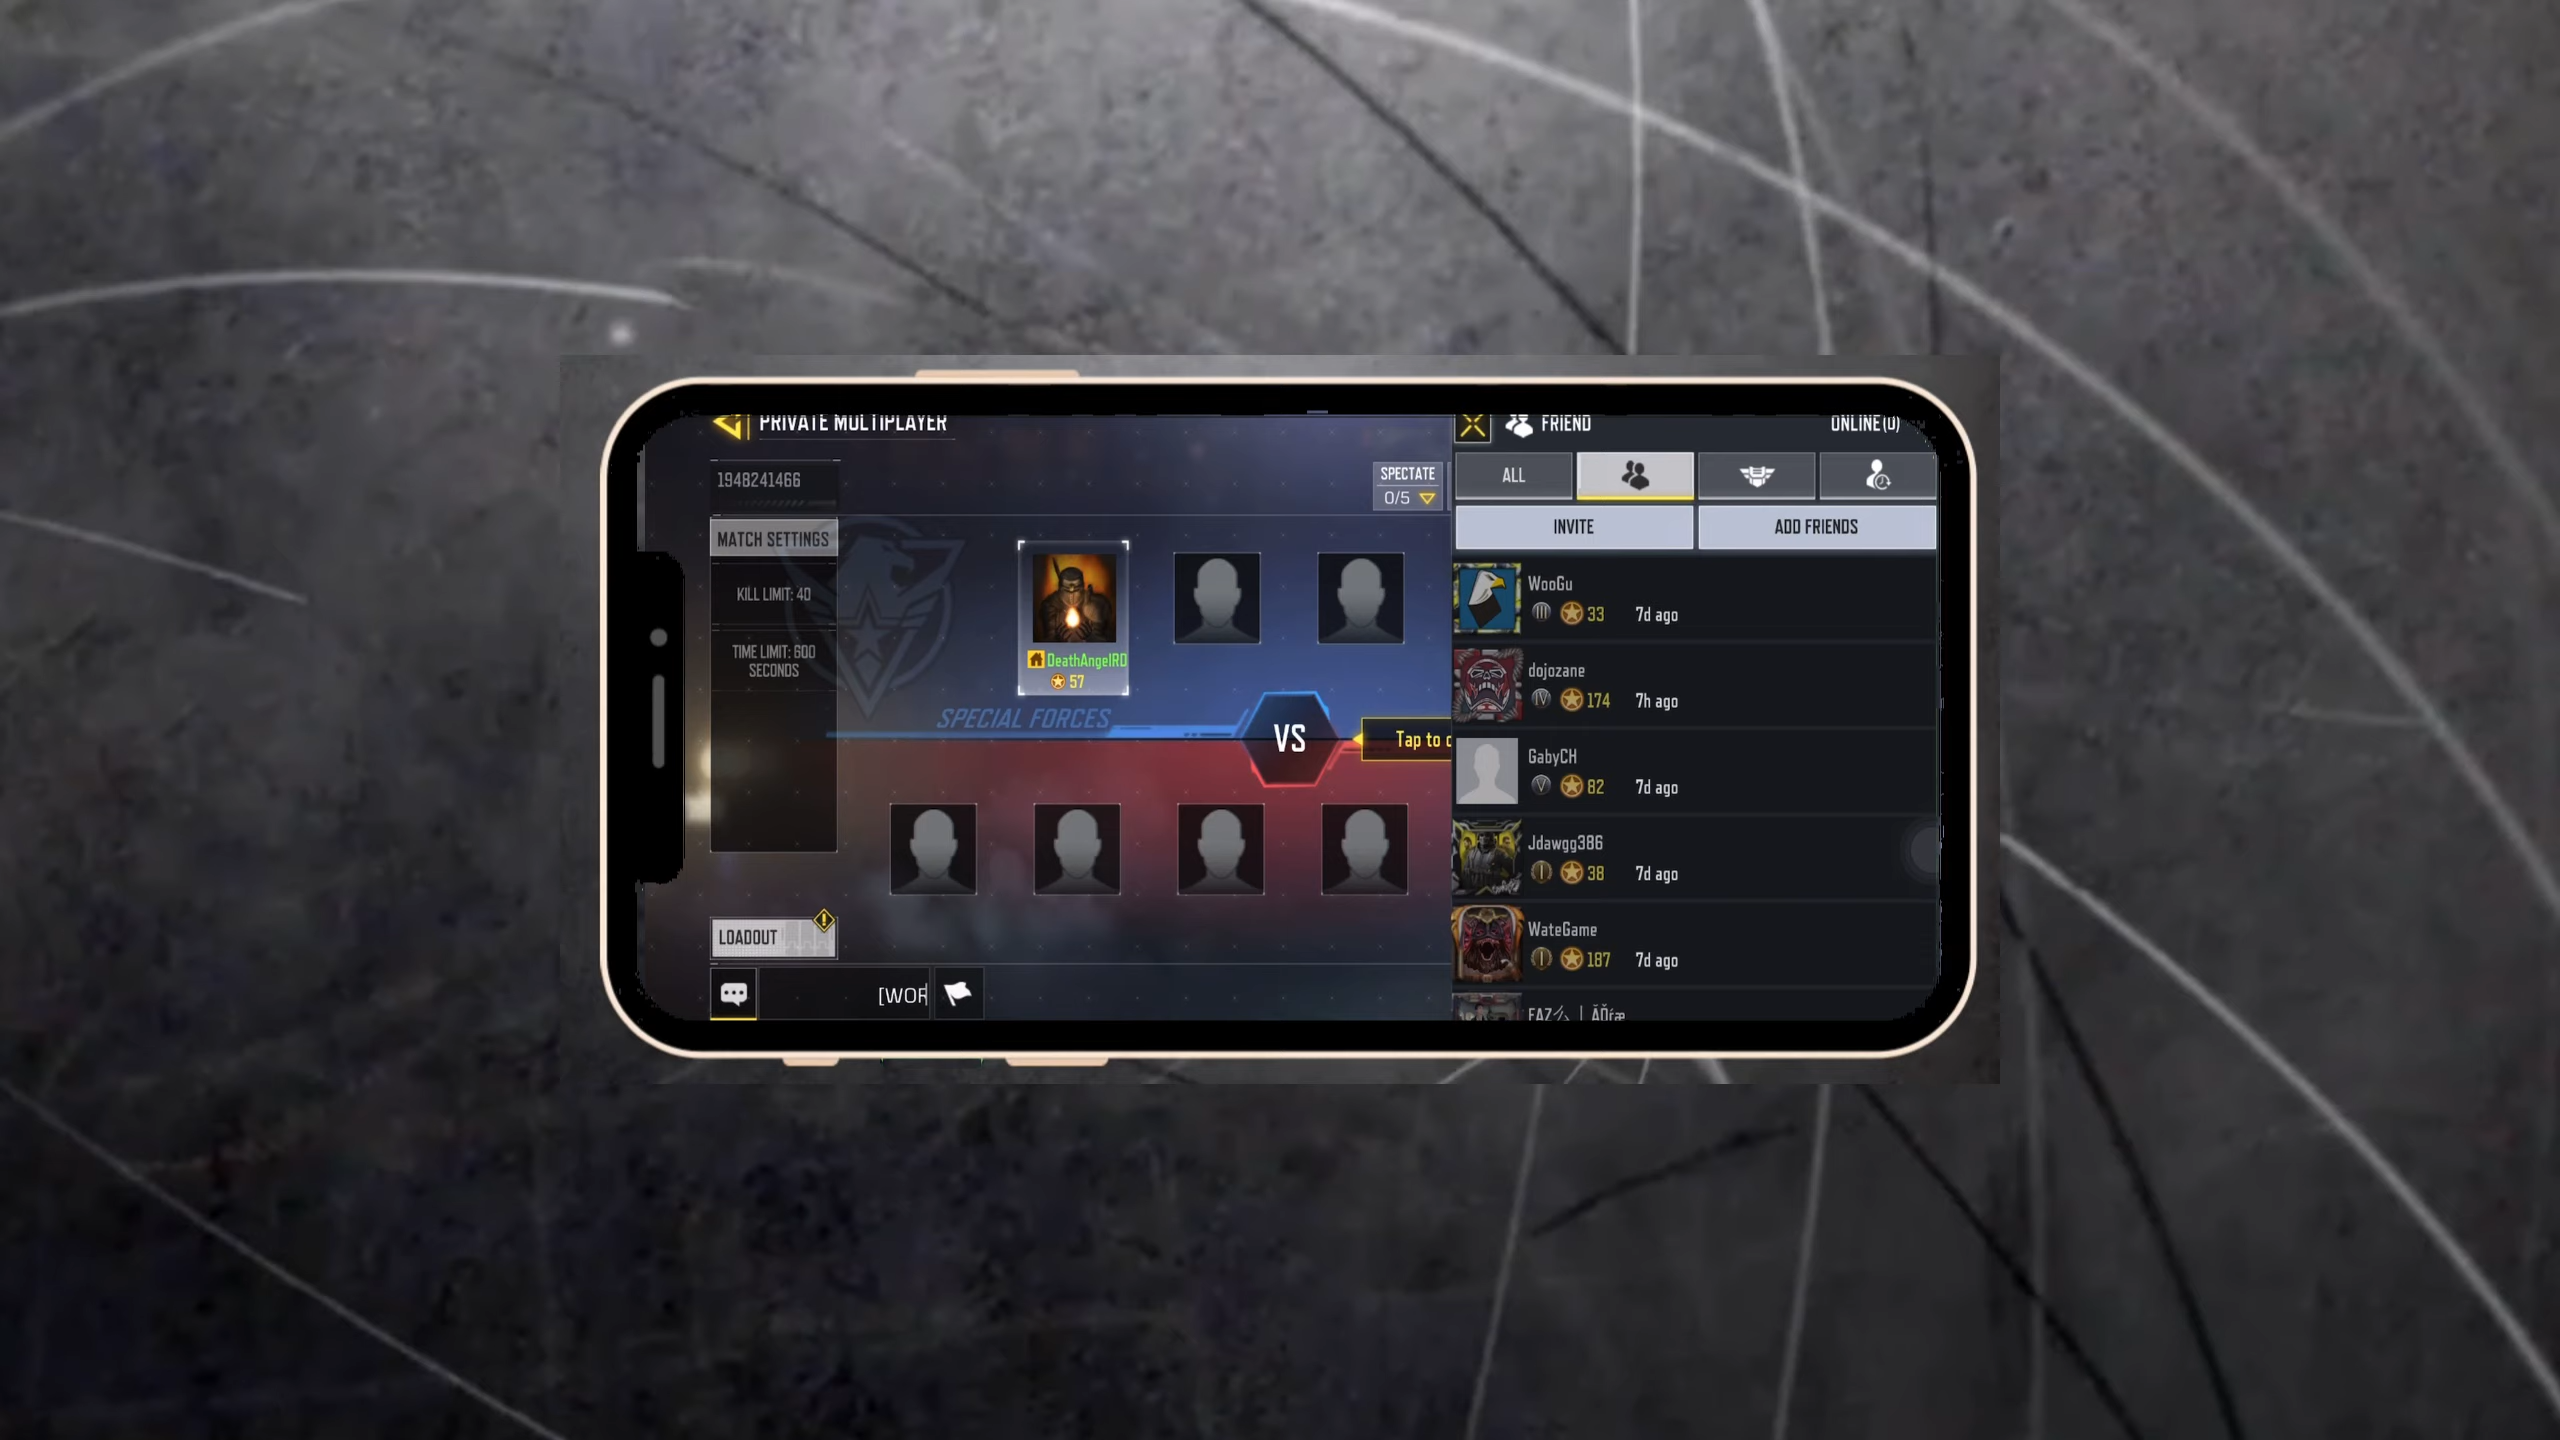 PRIVATE MULTIPLAYER
1948241466
MATCH SETTINGS
KILL LIMIT: 40
TIME LIMIT: 600
SECONDS
LOADOUT
[WOR
SPECTATE
0/5
DeathAngelRD
57
SPECIAL FORCES
VS
Tap to c
FRIEND
ONLINE(0)
ALL
INVITE
ADD FRIENDS
WooGu
III 33 7d ago
dojozane
IV 174 7h ago
GabyCH
V 82 7d ago
Jdawgg386
I 38 7d ago
WateGame
I 187 7d ago